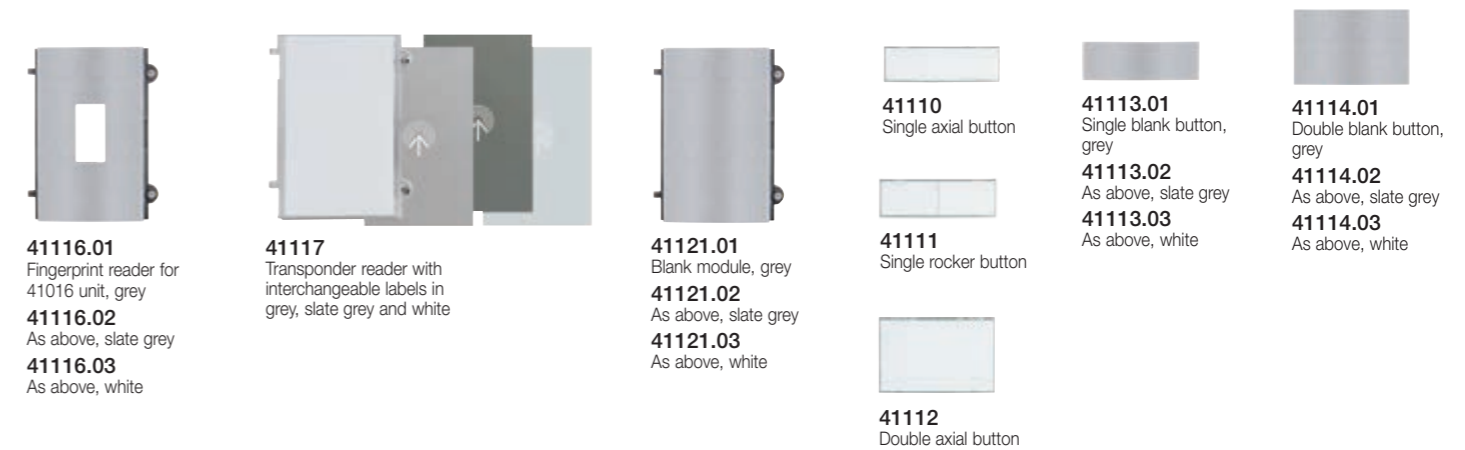 41116.01
Fingerprint reader for
41016 unit, grey
41116.02
As above, slate grey
41116.03
As above, white
41117
Transponder reader with
interchangeable labels in
grey, slate grey and white
41121.01
Blank module, grey
41121.02
As above, slate grey
41121.03
As above, white
41110
Single axial button
41111
Single rocker button
41112
Double axial button
41113.01
Single blank button,
grey
41113.02
As above, slate grey
41113.03
As above, white
41114.01
Double blank button,
grey
41114.02
As above, slate grey
41114.03
As above, white